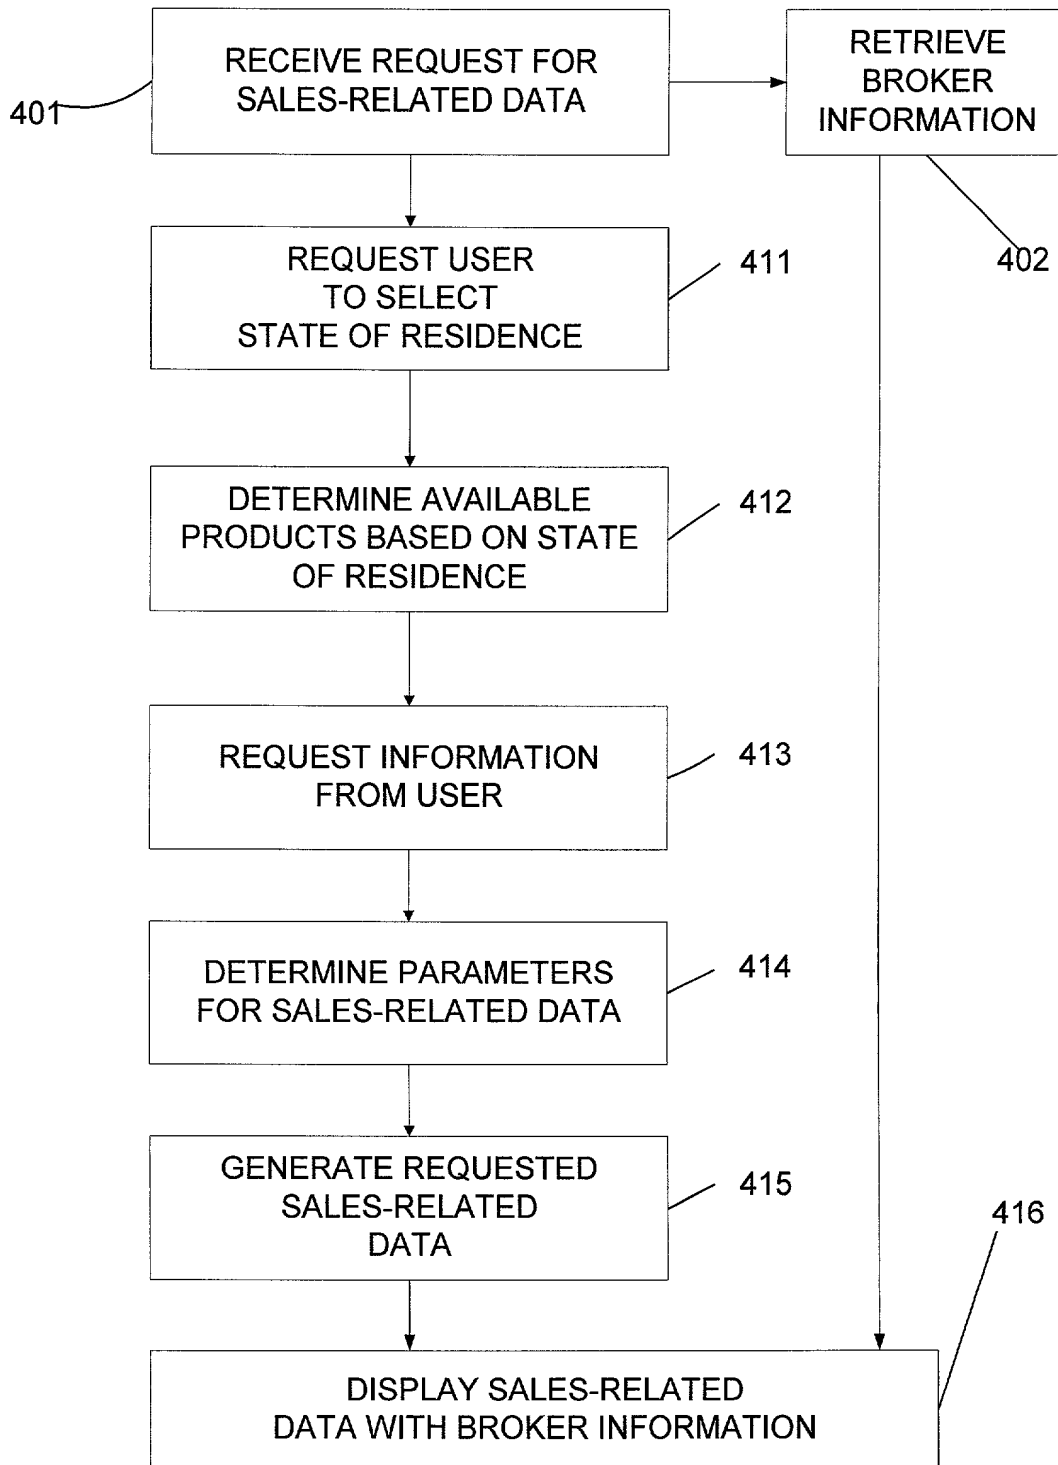 RECEIVE REQUEST FOR
SALES-RELATED DATA
401
RETRIEVE
BROKER
INFORMATION
402
REQUEST USER
TO SELECT
STATE OF RESIDENCE
411
DETERMINE AVAILABLE
PRODUCTS BASED ON STATE
OF RESIDENCE
412
REQUEST INFORMATION
FROM USER
413
DETERMINE PARAMETERS
FOR SALES-RELATED DATA
414
GENERATE REQUESTED
SALES-RELATED
DATA
415
416
DISPLAY SALES-RELATED
DATA WITH BROKER INFORMATION